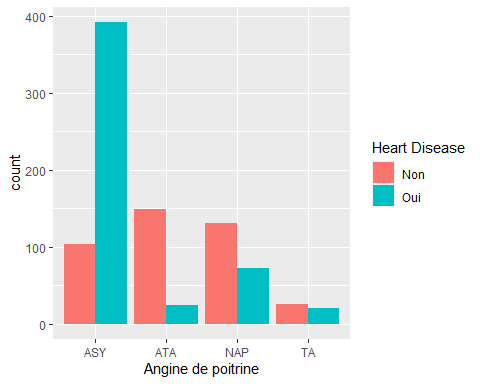 400
300
200
100
0
count
ASY ATA NAP TA
Angine de poitrine
Heart Disease
Non
Oui